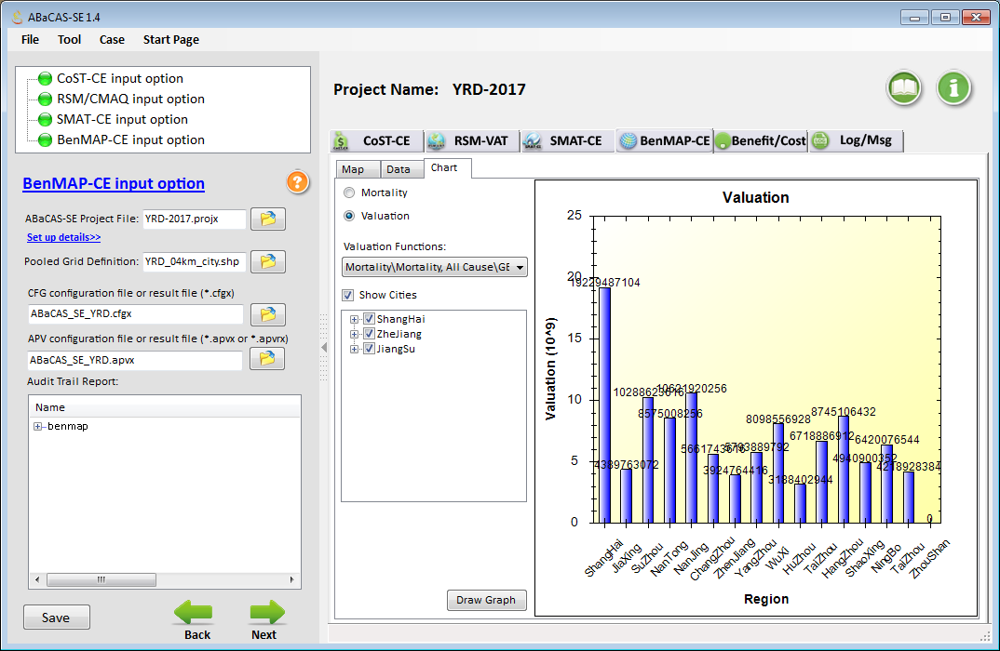 ABaCAS-SE1.4
File Tool Case Start Page
CoST-CE input option
RSM/CMAQ input option
SMAT-CE input option
BenMAP-CE input option
BenMAP-CE input option
?
ABaCAS-SE Project File: YRD-2017.projx
Set up details>>
Pooled Grid Definition: YRD_04km_city.shp
CFG configuration file or result file (*.cfgx)
ABaCAS_SE_YRD.cfgx
APV configuration file or result file (*.apvx or *.apvrx)
ABaCAS_SE_YRD.apvx
Audit Trail Report:
Name
benmap
Save
Back
Next
Project Name: YRD-2017
CoST-CE RSM-VAT SMAT-CE BenMAP-CE Benefit/Cost Log/Msg
Map Data Chart
Mortality
Valuation
Valuation Functions:
Mortality\Mortality, All Cause\GE
Show Cities
ShangHai
ZheJiang
JiangSu
Draw Graph
Valuation
Valuation (10^9)
25
20
15
10
5
0
19229487104
4389763072
10288623616
8575008256
10621920256
5661743616
3924764416
5793889792
8098556928
3188402944
6718886912
8745106432
4940900352
6420076544
4218928384
0
ShangHai
JiaXing
SuZhou
NanTong
NanJing
ChangZhou
ZhenJiang
YangZhou
WuXi
HuZhou
TaiZhou
HangZhou
ShaoXing
NingBo
TaiZhou
ZhouShan
Region